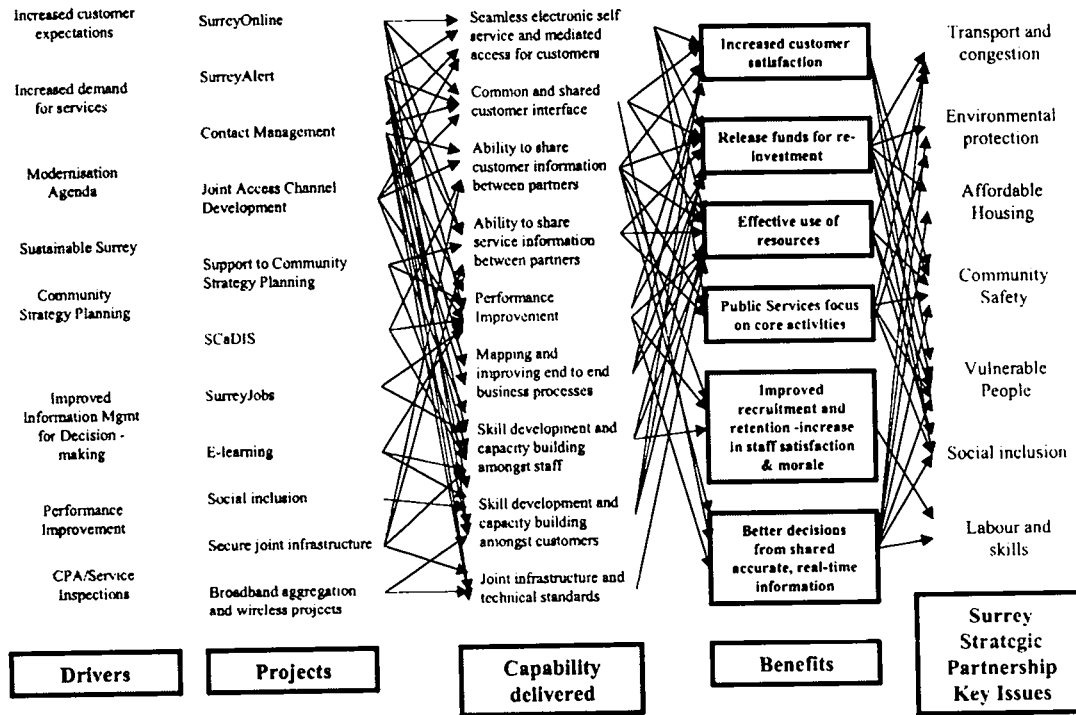 Increased customer
expectations
Increased demand
for services
Modernisation
Agenda
Sustainable Surrey
Community
Strategy Planning
Improved
Information Mgmt
for Decision -
making
Performance
Improvement
CPA/Service
Inspections
Drivers
SurreyOnline
SurreyAlert
Contact Management
Joint Access Channel
Development
Support to Community
Strategy Planning
SCaDIS
SurreyJobs
E-learning
Social inclusion
Secure joint infrastructure
Broadband aggregation
and wireless projects
Projects
Seamless electronic self
service and mediated
access for customers
Common and shared
customer interface
Ability to share
customer information
between partners
Ability to share
service information
between partners
Performance
Improvement
Mapping and
improving end to end
business processes
Skill development and
capacity building
amongst staff
Skill development and
capacity building
amongst customers
Joint infrastructure and
technical standards
Capability
delivered
Increased customer
satisfaction
Release funds for re-
investment
Effective use of
resources
Public Services focus
on core activities
Improved
recruitment and
retention -increase
in staff satisfaction
& morale
Better decisions
from shared
accurate, real-time
information
Benefits
Transport and
congestion
Environmental
protection
Affordable
Housing
Community
Safety
Vulnerable
People
Social inclusion
Labour and
skills
Surrey
Strategic
Partnership
Key Issues